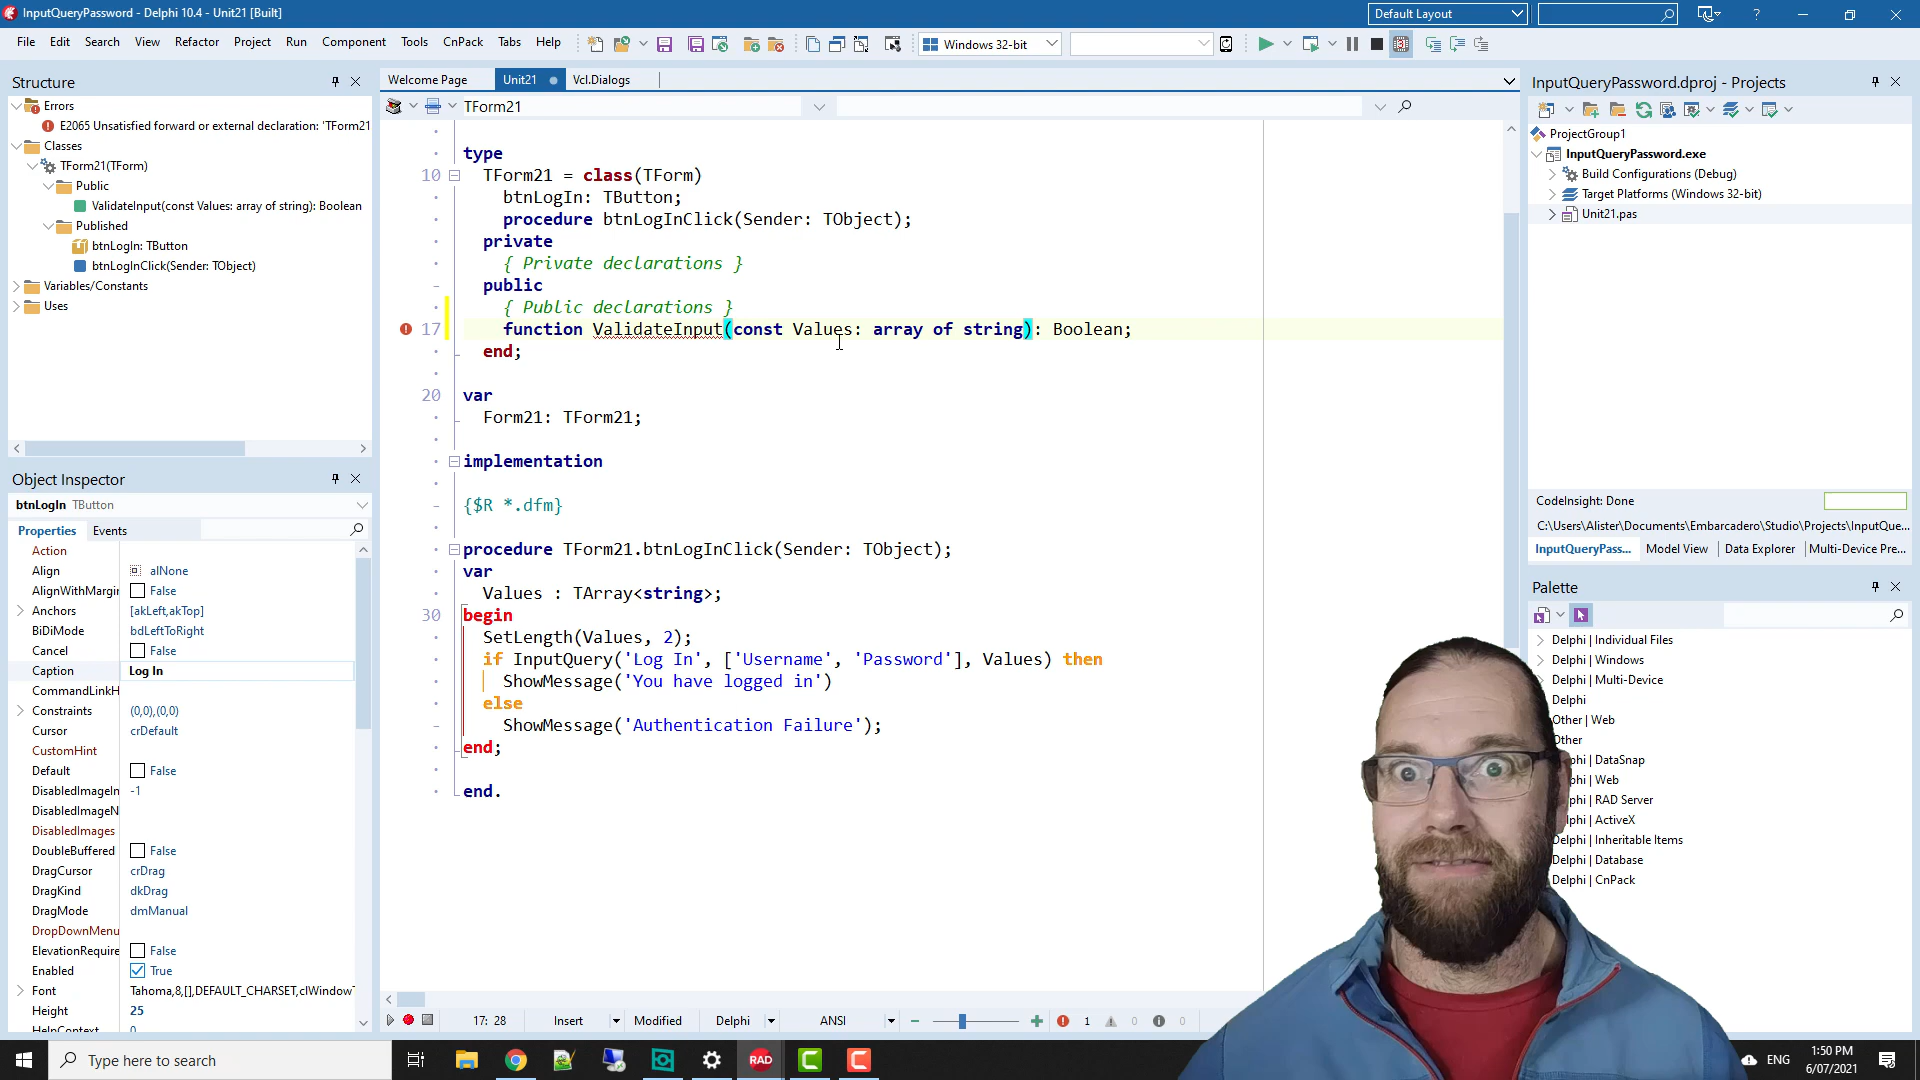 InputQueryPassword - Delphi 10.4 - Unit21 [Built]
Default Layout
File Edit Search View Refactor Project Run Component Tools CnPack Tabs Help
Windows 32-bit
Structure
Errors
E2065 Unsatisfied forward or external declaration: 'TForm21
Classes
TForm21(TForm)
Public
ValidateInput(const Values: array of string): Boolean
Published
btnLogIn: TButton
btnLogInClick(Sender: TObject)
Variables/Constants
Uses
Object Inspector
btnLogIn TButton
Properties Events
Action
Align alNone
AlignWithMargin False
Anchors [akLeft,akTop]
BiDiMode bdLeftToRight
Cancel False
Caption Log In
CommandLinkH
Constraints (0,0),(0,0)
Cursor crDefault
CustomHint
Default False
DisabledImageIn -1
DisabledImageN
DisabledImages
DoubleBuffered False
DragCursor crDrag
DragKind dkDrag
DragMode dmManual
DropDownMenu
ElevationRequire False
Enabled True
Font Tahoma,8,[],DEFAULT_CHARSET,clWindowT
Height 25
HelpContext 0
Welcome Page Unit21 Vcl.Dialogs
TForm21
type
10 TForm21 = class(TForm)
btnLogIn: TButton;
procedure btnLogInClick(Sender: TObject);
private
{ Private declarations }
public
{ Public declarations }
17 function ValidateInput(const Values: array of string): Boolean;
end;
20 var
Form21: TForm21;
implementation
{$R *.dfm}
procedure TForm21.btnLogInClick(Sender: TObject);
var
Values : TArray<string>;
30 begin
SetLength(Values, 2);
if InputQuery('Log In', ['Username', 'Password'], Values) then
ShowMessage('You have logged in')
else
ShowMessage('Authentication Failure');
end;
end.
17: 28 Insert Modified Delphi ANSI 1 0 0
InputQueryPassword.dproj - Projects
ProjectGroup1
InputQueryPassword.exe
Build Configurations (Debug)
Target Platforms (Windows 32-bit)
Unit21.pas
CodeInsight: Done
C:\Users\Alister\Documents\Embarcadero\Studio\Projects\InputQue...
InputQueryPass... Model View Data Explorer Multi-Device Pre...
Palette
Delphi | Individual Files
Delphi | Windows
Delphi | Multi-Device
Delphi
Other | Web
Other
phi | DataSnap
phi | Web
phi | RAD Server
phi | ActiveX
Delphi | Inheritable Items
Delphi | Database
Delphi | CnPack
Type here to search
RAD
ENG
1:50 PM
6/07/2021